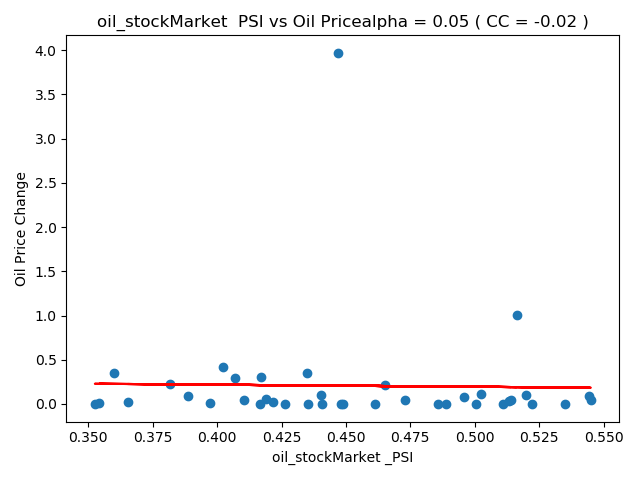 oil_stockMarket  PSI vs Oil Pricealpha = 0.05 ( CC = -0.02 )
4.0
3.5
3.0
2.5
2.0
1.5
1.0
0.5
0.0
Oil Price Change
0.350 0.375 0.400 0.425 0.450 0.475 0.500 0.525 0.550
oil_stockMarket _PSI